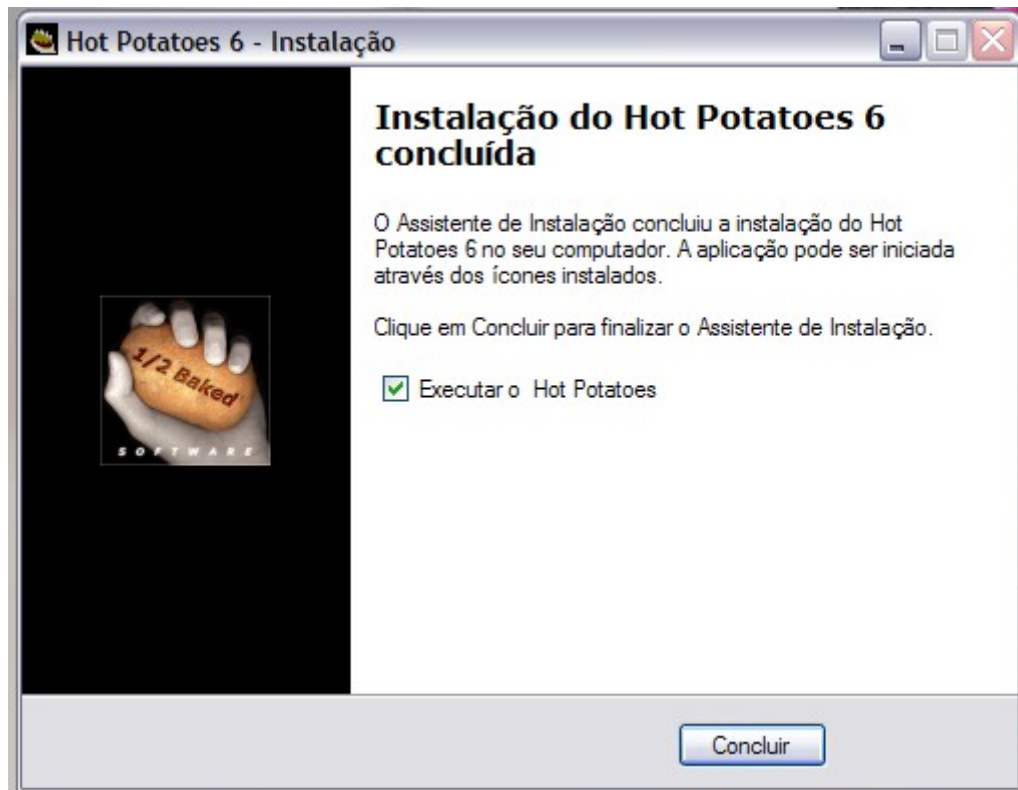 Hot Potatoes 6 - Instalação
Instalação do Hot Potatoes 6
concluída
O Assistente de Instalação concluiu a instalação do Hot
Potatoes 6 no seu computador. A aplicação pode ser iniciada
através dos ícones instalados.
Clique em Concluir para finalizar o Assistente de Instalação.
Executar o  Hot Potatoes
1/2 Baked
SOFTWARE
Concluir